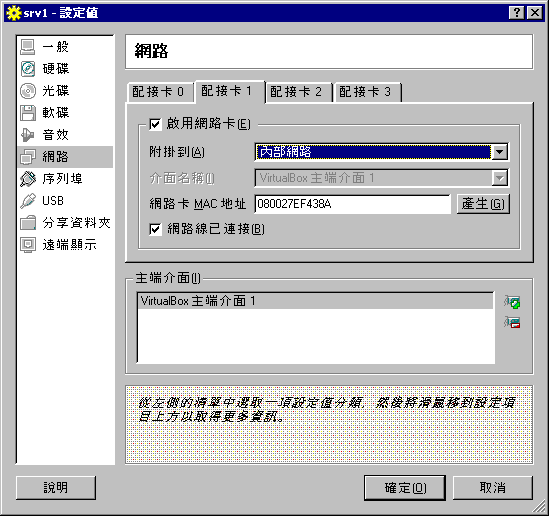 srv1 - 設定值
一般
硬碟
光碟
軟碟
音效
網路
序列埠
USB
分享資料夾
遠端顯示
網路
配接卡 0 配接卡 1 配接卡 2 配接卡 3
啟用網路卡(E)
附掛到(A) 內部網路
介面名稱(I) VirtualBox 主端介面 1
網路卡 MAC 地址 080027EF438A 產生(G)
網路線已連接(B)
主端介面(I)
VirtualBox 主端介面 1
從左側的清單中選取一項設定值分類，然後將滑鼠移到設定項
目上方以取得更多資訊。
說明 確定(O) 取消